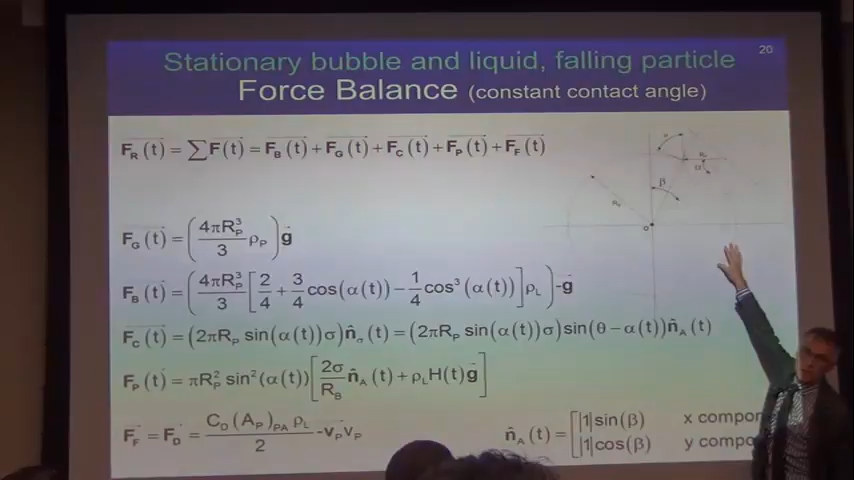 Stationary bubble and liquid, falling particle
20
Force Balance (constant contact angle)
F_R(t) = ∑F(t) = F_B(t) + F_G(t) + F_C(t) + F_P(t) + F_F(t)
F_G(t) = (4πR_P^3/3 ρ_P) g
F_B(t) = (4πR_P^3/3 [2/4 + 3/4 cos(α(t)) − 1/4 cos^3(α(t))] ρ_L) -g
F_C(t) = (2πR_P sin(α(t))σ) n̂_σ(t) = (2πR_P sin(α(t))σ) sin(θ − α(t)) n̂_A(t)
F_P(t) = πR_P^2 sin^2(α(t)) [2σ/R_B n̂_A(t) + ρ_L H(t) g]
F_F = F_D = C_D (A_P)_PA ρ_L / 2 -v_P v_P
n̂_A(t) = [|1|sin(β) x compo
|1|cos(β) y compo
β
O